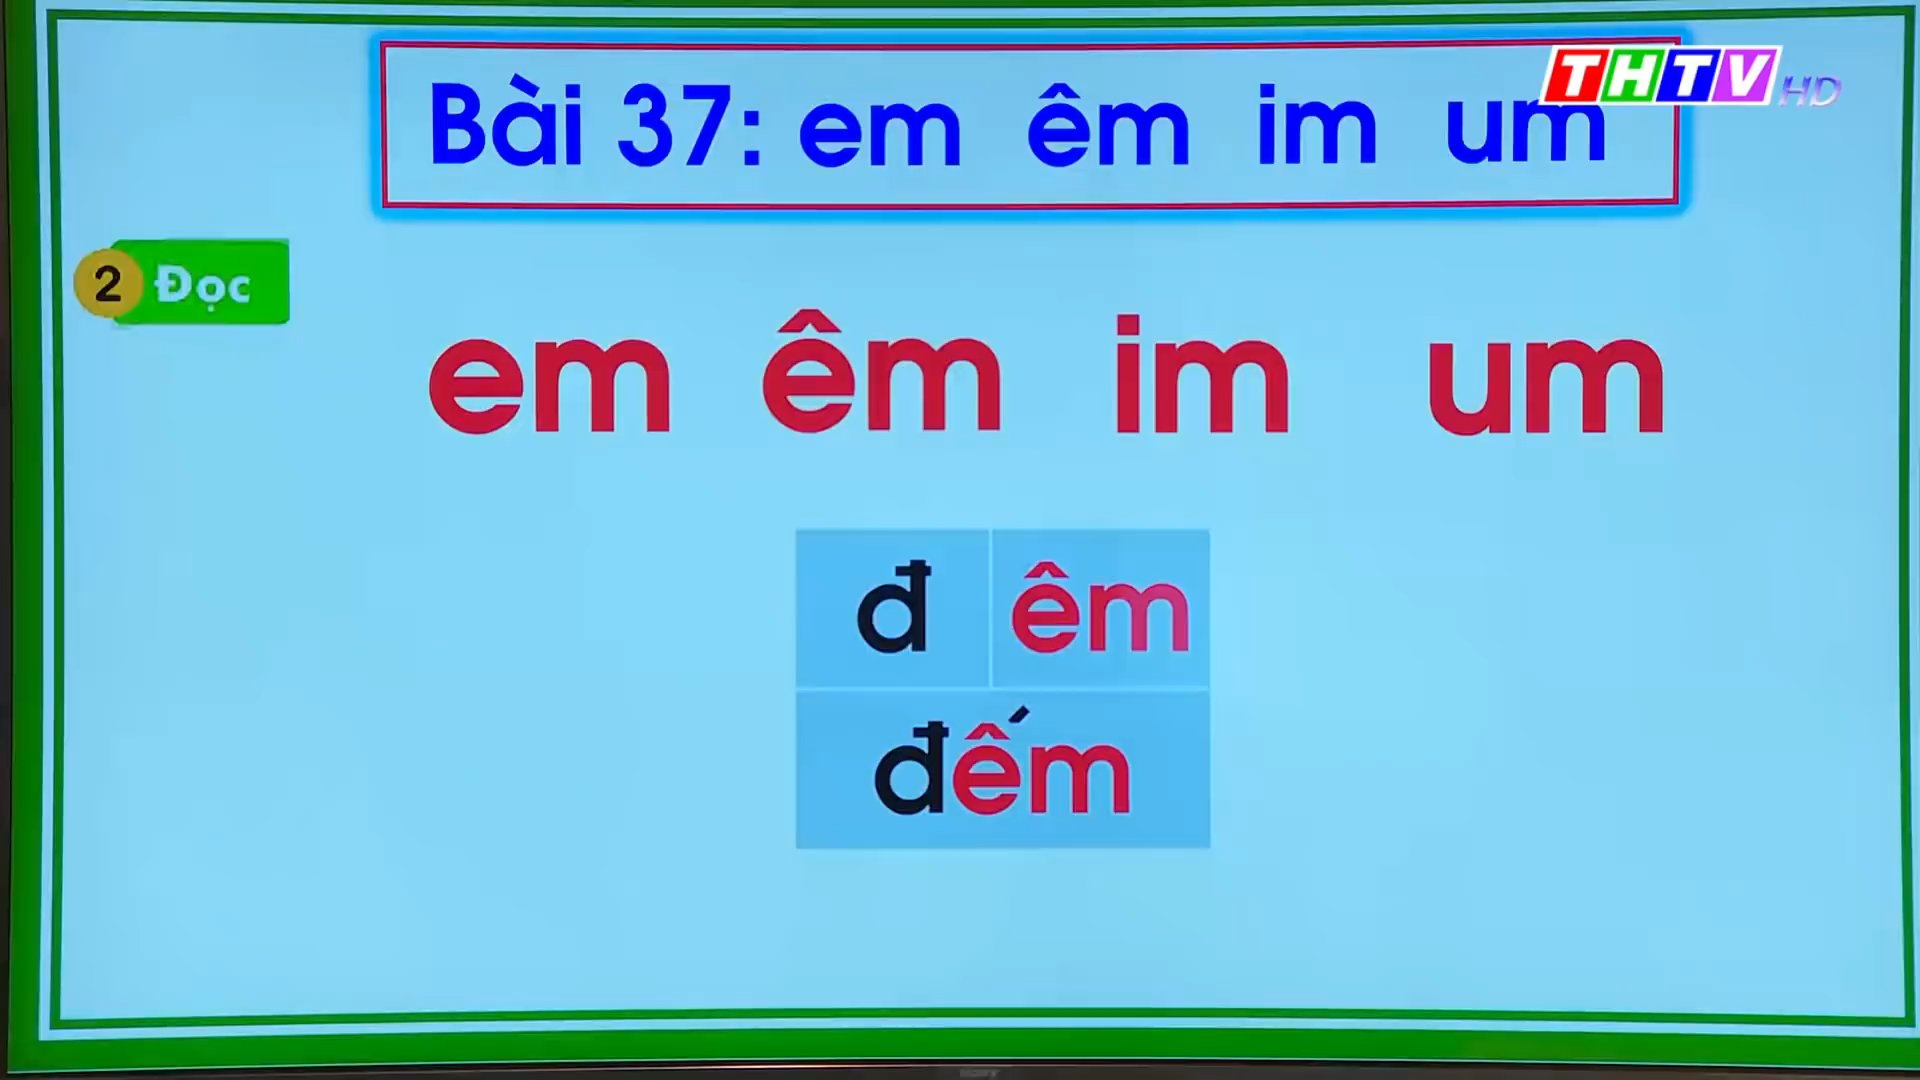 Bài 37: em êm im um
THTV HD
2 Đọc
em êm im um
đ êm
đếm